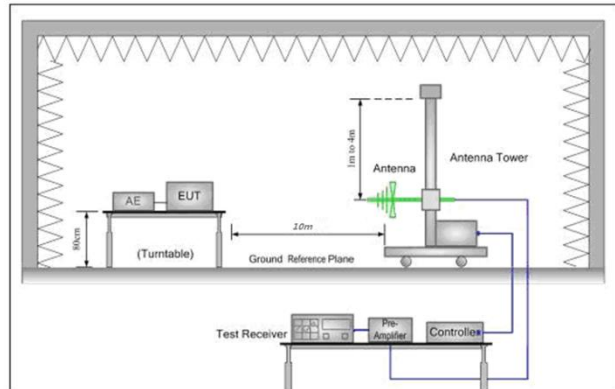 1m to 4m
Antenna
Antenna Tower
AE
EUT
80cm
(Turntable)
10m
Ground Reference Plane
Test Receiver
Pre-
Amplifier
Controller